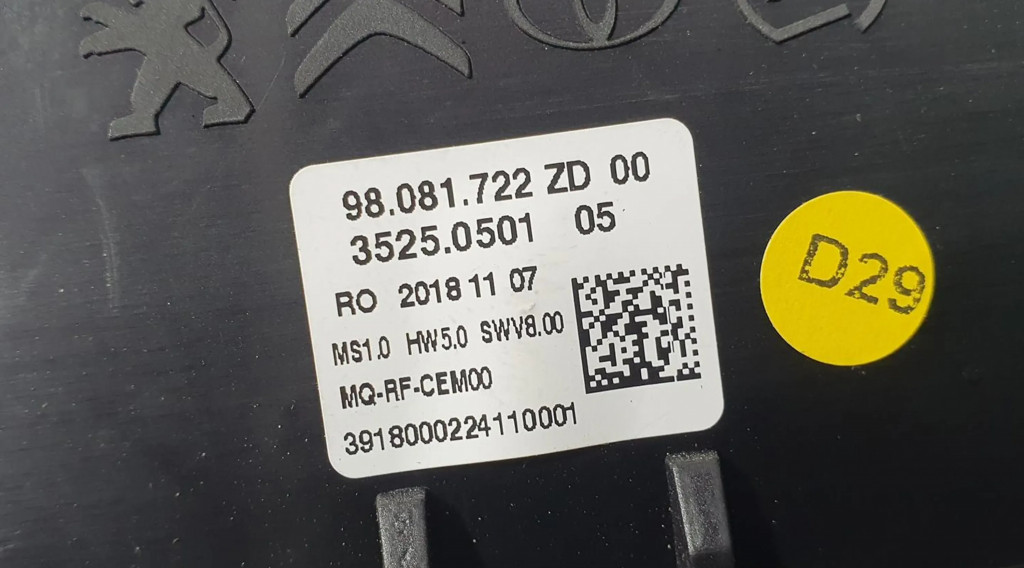 98.081.722 ZD 00
3525.0501 05
RO 2018 11 07
MS1.0 HW5.0 SWV8.00
MQ-RF-CEM00
3918000224110001
D29